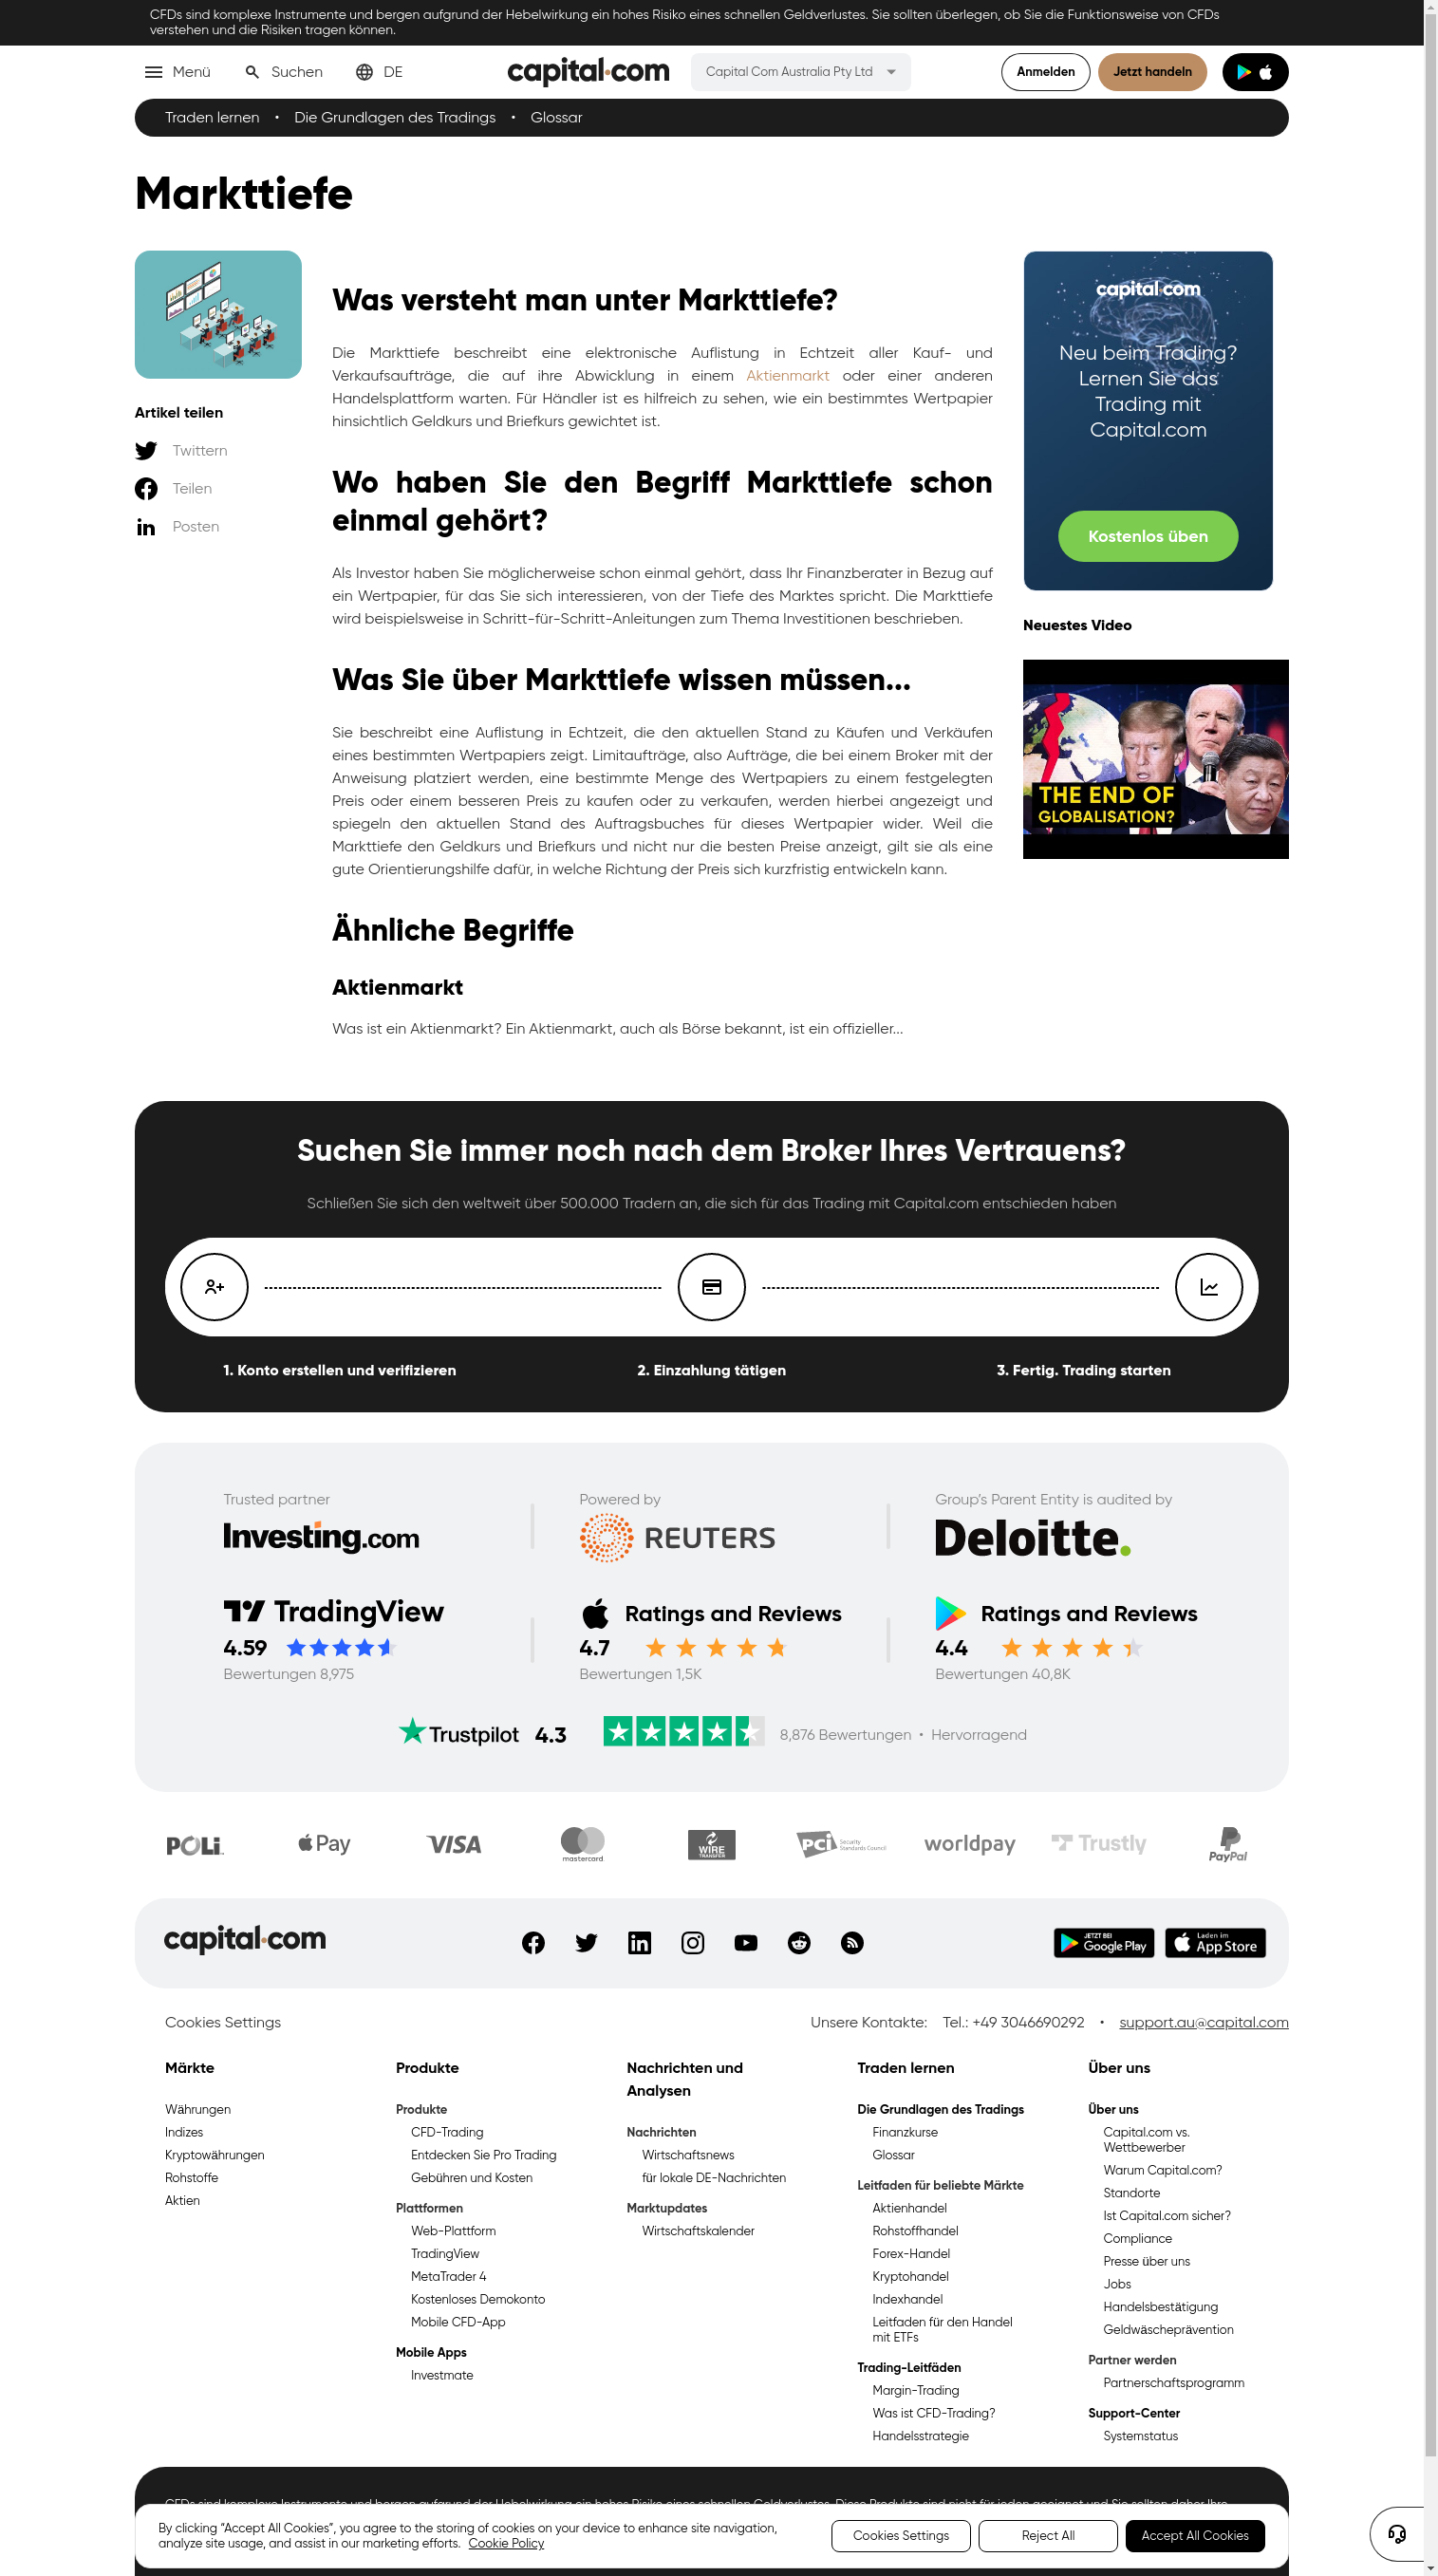 CFDs sind komplexe Instrumente und bergen aufgrund der Hebelwirkung ein hohes Risiko eines schnellen Geldverlustes. Sie sollten überlegen, ob Sie die Funktionsweise von CFDs
verstehen und die Risiken tragen können.
Menü
Suchen
DE
capital.com
Capital Com Australia Pty Ltd
Anmelden
Jetzt handeln
Traden lernen • Die Grundlagen des Tradings • Glossar
Markttiefe
Artikel teilen
Twittern
Teilen
Posten
Was versteht man unter Markttiefe?
Die Markttiefe beschreibt eine elektronische Auflistung in Echtzeit aller Kauf- und
Verkaufsaufträge, die auf ihre Abwicklung in einem Aktienmarkt oder einer anderen
Handelsplattform warten. Für Händler ist es hilfreich zu sehen, wie ein bestimmtes Wertpapier
hinsichtlich Geldkurs und Briefkurs gewichtet ist.
Wo haben Sie den Begriff Markttiefe schon
einmal gehört?
Als Investor haben Sie möglicherweise schon einmal gehört, dass Ihr Finanzberater in Bezug auf
ein Wertpapier, für das Sie sich interessieren, von der Tiefe des Marktes spricht. Die Markttiefe
wird beispielsweise in Schritt-für-Schritt-Anleitungen zum Thema Investitionen beschrieben.
Was Sie über Markttiefe wissen müssen...
Sie beschreibt eine Auflistung in Echtzeit, die den aktuellen Stand zu Käufen und Verkäufen
eines bestimmten Wertpapiers zeigt. Limitaufträge, also Aufträge, die bei einem Broker mit der
Anweisung platziert werden, eine bestimmte Menge des Wertpapiers zu einem festgelegten
Preis oder einem besseren Preis zu kaufen oder zu verkaufen, werden hierbei angezeigt und
spiegeln den aktuellen Stand des Auftragsbuches für dieses Wertpapier wider. Weil die
Markttiefe den Geldkurs und Briefkurs und nicht nur die besten Preise anzeigt, gilt sie als eine
gute Orientierungshilfe dafür, in welche Richtung der Preis sich kurzfristig entwickeln kann.
Ähnliche Begriffe
Aktienmarkt
Was ist ein Aktienmarkt? Ein Aktienmarkt, auch als Börse bekannt, ist ein offizieller...
capital.com
Neu beim Trading?
Lernen Sie das
Trading mit
Capital.com
Kostenlos üben
Neuestes Video
THE END OF
GLOBALISATION?
Suchen Sie immer noch nach dem Broker Ihres Vertrauens?
Schließen Sie sich den weltweit über 500.000 Tradern an, die sich für das Trading mit Capital.com entschieden haben
1. Konto erstellen und verifizieren
2. Einzahlung tätigen
3. Fertig. Trading starten
Trusted partner
Investing.com
Powered by
REUTERS
Group's Parent Entity is audited by
Deloitte.
TradingView
4.59
Bewertungen 8,975
Ratings and Reviews
4.7
Bewertungen 1,5K
Ratings and Reviews
4.4
Bewertungen 40,8K
Trustpilot 4.3
8,876 Bewertungen • Hervorragend
POLi
Pay
VISA
mastercard
WIRE TRANSFER
PCI Security Standards Council
worldpay
Trustly
PayPal
capital.com
JETZT BEI Google Play
Laden im App Store
Cookies Settings
Unsere Kontakte: Tel.: +49 3046690292 • support.au@capital.com
Märkte
Währungen
Indizes
Kryptowährungen
Rohstoffe
Aktien
Produkte
Produkte
CFD-Trading
Entdecken Sie Pro Trading
Gebühren und Kosten
Plattformen
Web-Plattform
TradingView
MetaTrader 4
Kostenloses Demokonto
Mobile CFD-App
Mobile Apps
Investmate
Nachrichten und
Analysen
Nachrichten
Wirtschaftsnews
für lokale DE-Nachrichten
Marktupdates
Wirtschaftskalender
Traden lernen
Die Grundlagen des Tradings
Finanzkurse
Glossar
Leitfaden für beliebte Märkte
Aktienhandel
Rohstoffhandel
Forex-Handel
Kryptohandel
Indexhandel
Leitfaden für den Handel
mit ETFs
Trading-Leitfäden
Margin-Trading
Was ist CFD-Trading?
Handelsstrategie
Über uns
Über uns
Capital.com vs.
Wettbewerber
Warum Capital.com?
Standorte
Ist Capital.com sicher?
Compliance
Presse über uns
Jobs
Handelsbestätigung
Geldwäscheprävention
Partner werden
Partnerschaftsprogramm
Support-Center
Systemstatus
CFDs sind komplexe Instrumente und bergen aufgrund der Hebelwirkung ein hohes Risiko eines schnellen Geldverlustes. Diese Produkte sind nicht für jeden geeignet und Sie sollten daher Ihre
By clicking “Accept All Cookies”, you agree to the storing of cookies on your device to enhance site navigation,
analyze site usage, and assist in our marketing efforts. Cookie Policy
Cookies Settings
Reject All
Accept All Cookies